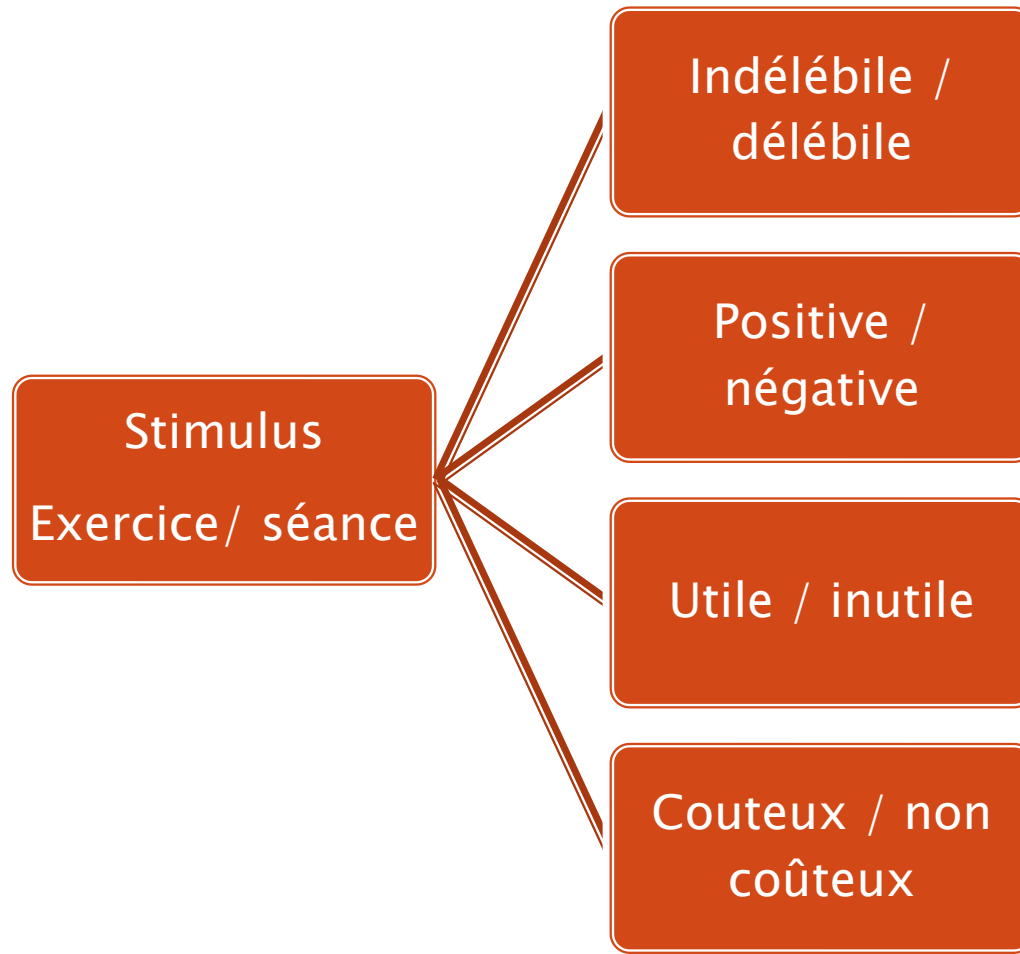 Stimulus
Exercice/ séance
Indélébile /
délébile
Positive /
négative
Utile / inutile
Couteux / non
coûteux